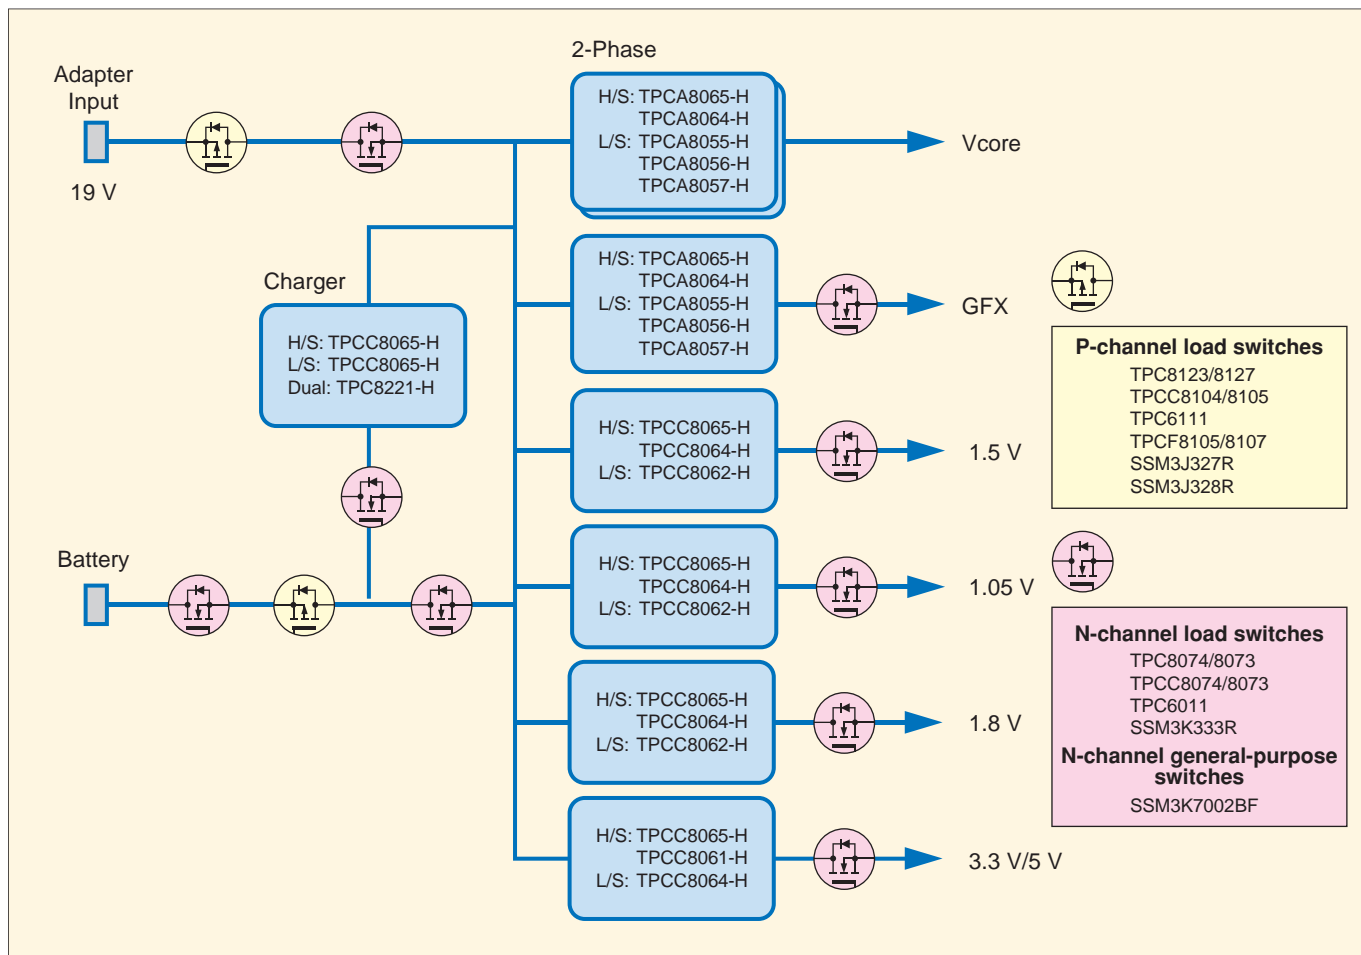 Adapter
Input
19 V
2-Phase
H/S: TPCA8065-H
TPCA8064-H
L/S: TPCA8055-H
TPCA8056-H
TPCA8057-H
Vcore
H/S: TPCA8065-H
TPCA8064-H
L/S: TPCA8055-H
TPCA8056-H
TPCA8057-H
GFX
Charger
H/S: TPCC8065-H
L/S: TPCC8065-H
Dual: TPC8221-H
H/S: TPCC8065-H
TPCC8064-H
L/S: TPCC8062-H
1.5 V
Battery
H/S: TPCC8065-H
TPCC8064-H
L/S: TPCC8062-H
1.05 V
H/S: TPCC8065-H
TPCC8064-H
L/S: TPCC8062-H
1.8 V
H/S: TPCC8065-H
TPCC8061-H
L/S: TPCC8064-H
3.3 V/5 V
P-channel load switches
TPC8123/8127
TPCC8104/8105
TPC6111
TPCF8105/8107
SSM3J327R
SSM3J328R
N-channel load switches
TPC8074/8073
TPCC8074/8073
TPC6011
SSM3K333R
N-channel general-purpose
switches
SSM3K7002BF